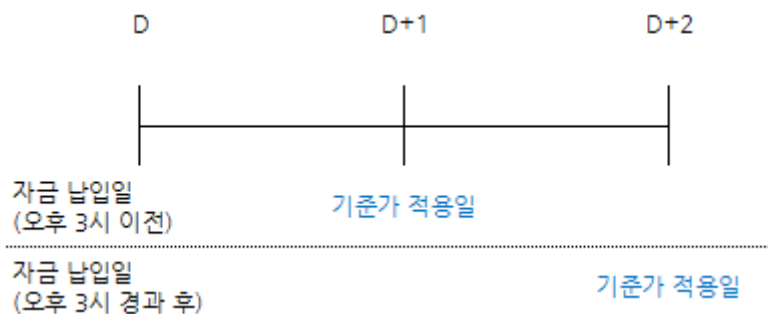 D D+1 D+2
자금 납입일
(오후 3시 이전)
기준가 적용일
자금 납입일
(오후 3시 경과 후)
기준가 적용일